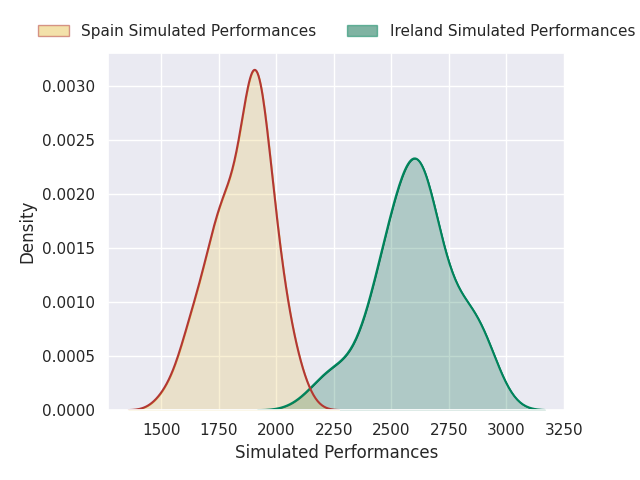 Spain Simulated Performances Ireland Simulated Performances
0.0030
0.0025
0.0020
0.0015
0.0010
0.0005
0.0000
Density
1500 1750 2000 2250 2500 2750 3000 3250
Simulated Performances